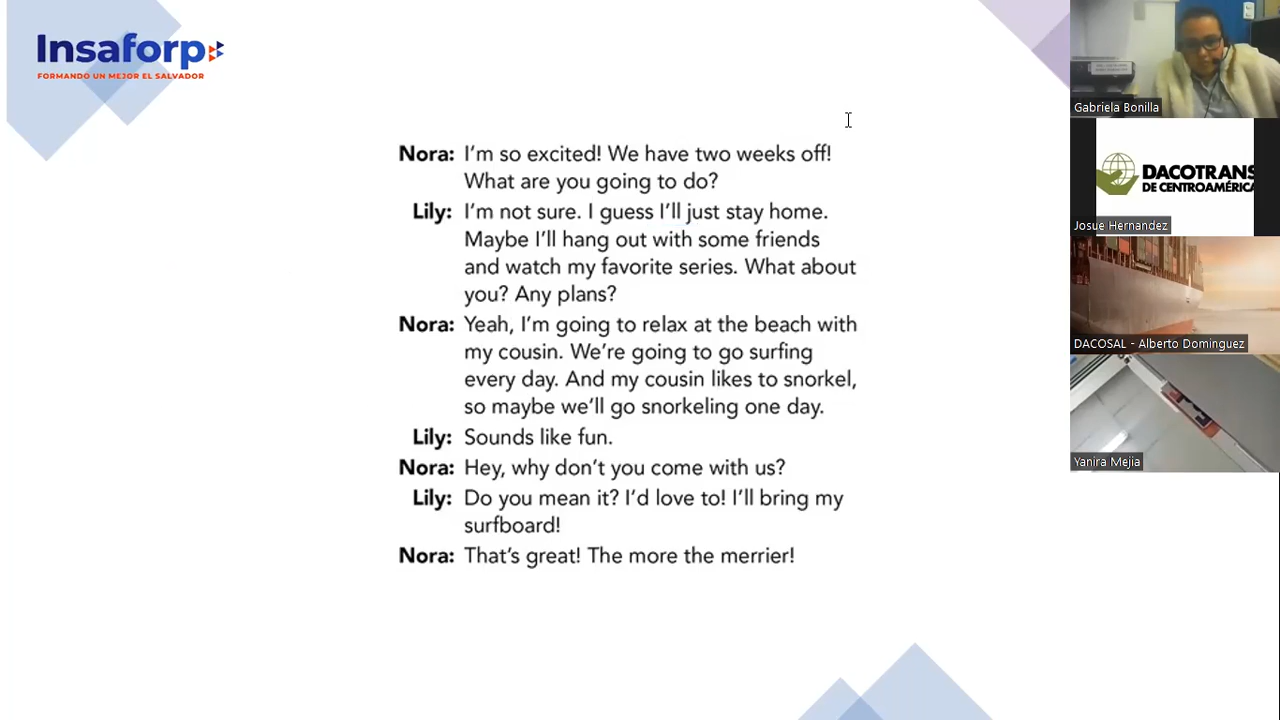 Insaforp
FORMANDO UN MEJOR EL SALVADOR
Nora: I'm so excited! We have two weeks off!
What are you going to do?
Lily: I'm not sure. I guess I'll just stay home.
Maybe I'll hang out with some friends
and watch my favorite series. What about
you? Any plans?
Nora: Yeah, I'm going to relax at the beach with
my cousin. We're going to go surfing
every day. And my cousin likes to snorkel,
so maybe we'll go snorkeling one day.
Lily: Sounds like fun.
Nora: Hey, why don't you come with us?
Lily: Do you mean it? I'd love to! I'll bring my
surfboard!
Nora: That's great! The more the merrier!
Gabriela Bonilla
DACOTRANS
DE CENTROAMÉRICA
Josue Hernandez
DACOSAL - Alberto Domínguez
Yanira Mejia